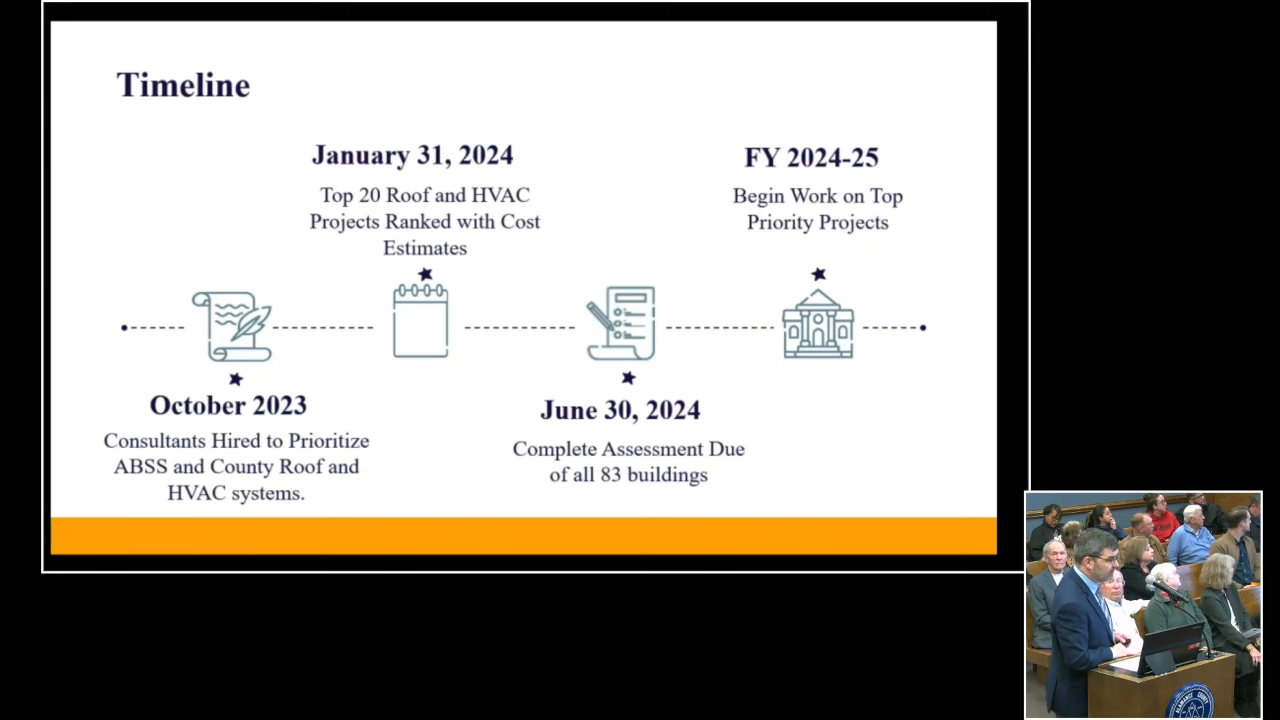 Timeline
January 31, 2024
Top 20 Roof and HVAC
Projects Ranked with Cost
Estimates
FY 2024-25
Begin Work on Top
Priority Projects
October 2023
Consultants Hired to Prioritize
ABSS and County Roof and
HVAC systems.
June 30, 2024
Complete Assessment Due
of all 83 buildings
ALAMANCE COUNTY